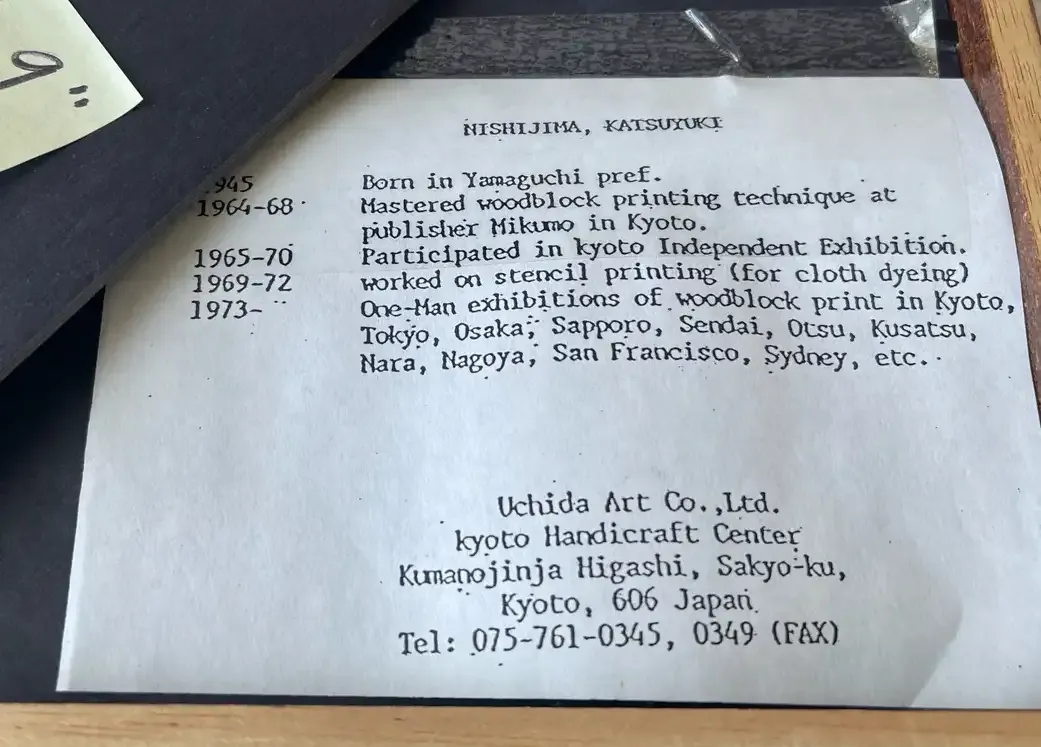 NISHIJIMA, KATSUYUKI
1945 Born in Yamaguchi pref.
1964-68 Mastered woodblock printing technique at
publisher Mikumo in Kyoto.
1965-70 Participated in kyoto Independent Exhibition.
1969-72 worked on stencil printing (for cloth dyeing)
1973- One-Man exhibitions of woodblock print in Kyoto,
Tokyo, Osaka, Sapporo, Sendai, Otsu, Kusatsu,
Nara, Nagoya, San Francisco, Sydney, etc.
Uchida Art Co.,Ltd.
kyoto Handicraft Center
Kumanojinja Higashi, Sakyo-ku,
Kyoto, 606 Japan
Tel: 075-761-0345, 0349 (FAX)